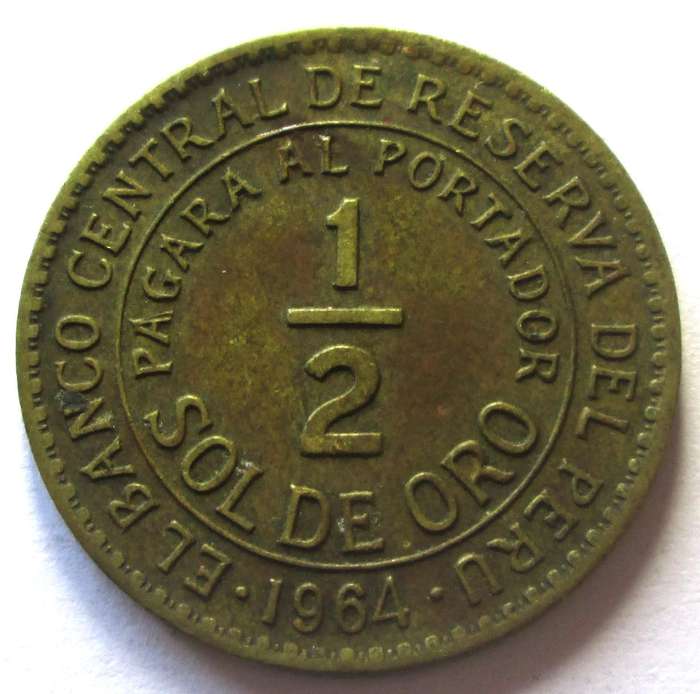 EL BANCO CENTRAL DE RESERVA DEL PERU
PAGARA AL PORTADOR
1
2
SOL DE ORO
· 1964 ·